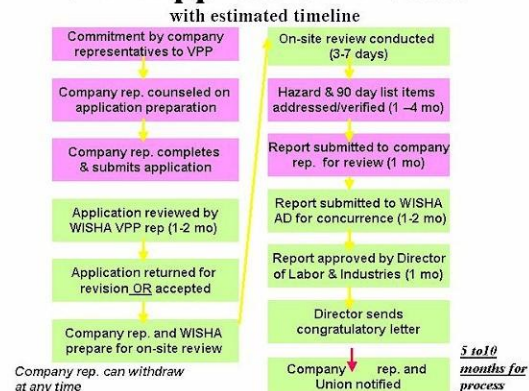 with estimated timeline
Commitment by company
representatives to VPP
Company rep. counseled on
application preparation
Company rep. completes
& submits application
Application reviewed by
WISHA VPP rep (1-2 mo)
Application returned for
revision OR accepted
Company rep. and WISHA
prepare for on-site review
Company rep. can withdraw
at any time
On-site review conducted
(3-7 days)
Hazard & 90 day list items
addressed/verified (1 –4 mo)
Report submitted to company
rep. for review (1 mo)
Report submitted to WISHA
AD for concurrence (1-2 mo)
Report approved by Director
of Labor & Industries (1 mo)
Director sends
congratulatory letter
Company rep. and
Union notified
5 to10
months for
process